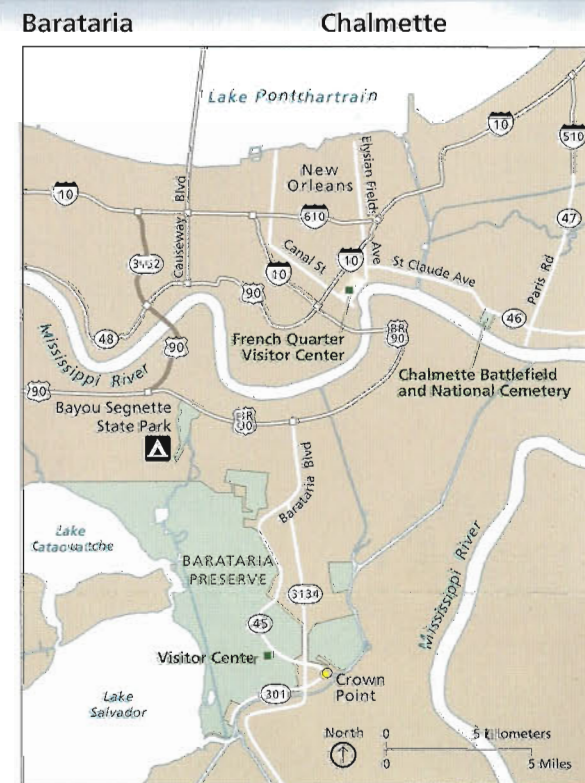 Barataria
Chalmette
Lake Pontchartrain
10
510
New
Orleans
Elysian Fields
Ave
10
610
Causeway Blvd
47
3152
Canal St
10
10
St Claude Ave
Paris Rd
90
46
48
90
French Quarter
Visitor Center
BR
90
Mississippi River
Chalmette Battlefield
and National Cemetery
90
Bayou Segnette
State Park
BR
90
Barataria Blvd
Lake
Cataouatche
BARATARIA
PRESERVE
Mississippi River
3134
45
Visitor Cente
Crown
Point
301
Lake
Salvador
North
0
5 Kilometers
0
5 Miles